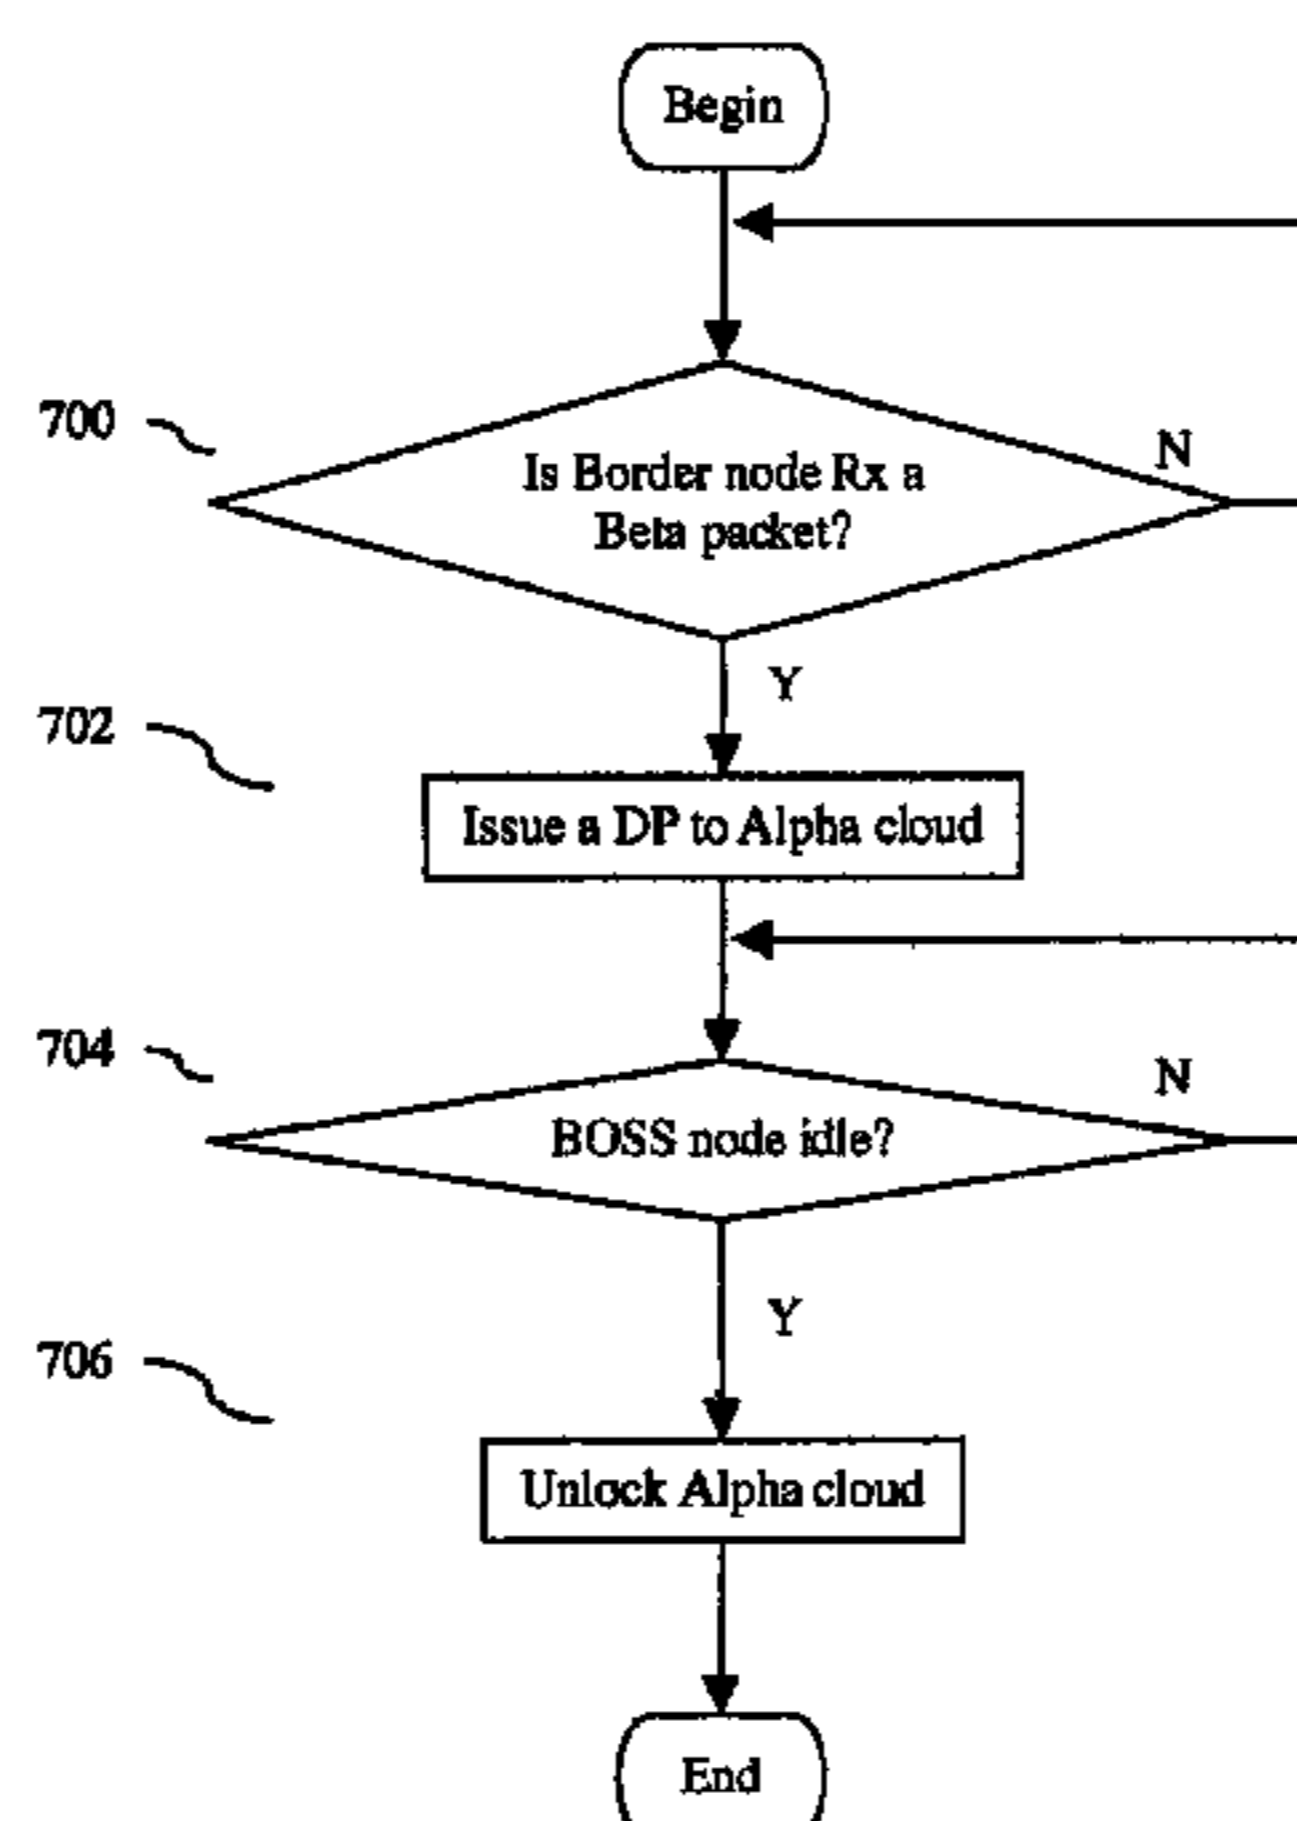 Begin
700
Is Border node Rx a
Beta packet?
N
Y
702
Issue a DP to Alpha cloud
704
BOSS node idle?
N
Y
706
Unlock Alpha cloud
End